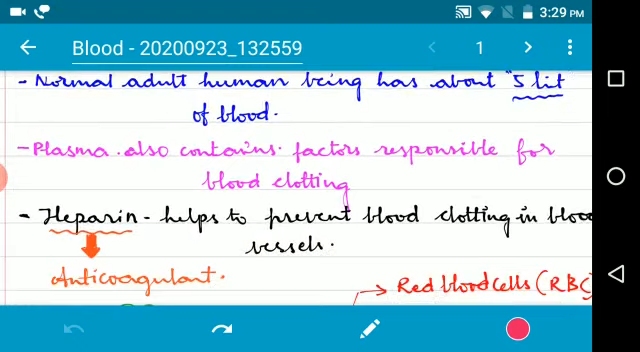 3:29 PM
Blood - 20200923_132559
1
- Normal adult human being has about "5 lit
of blood.
- Plasma also contains factors responsible for
blood clotting
- Heparin - helps to prevent blood clotting in bloo
vessels.
Anticoagulant.
Red blood cells (RBC)